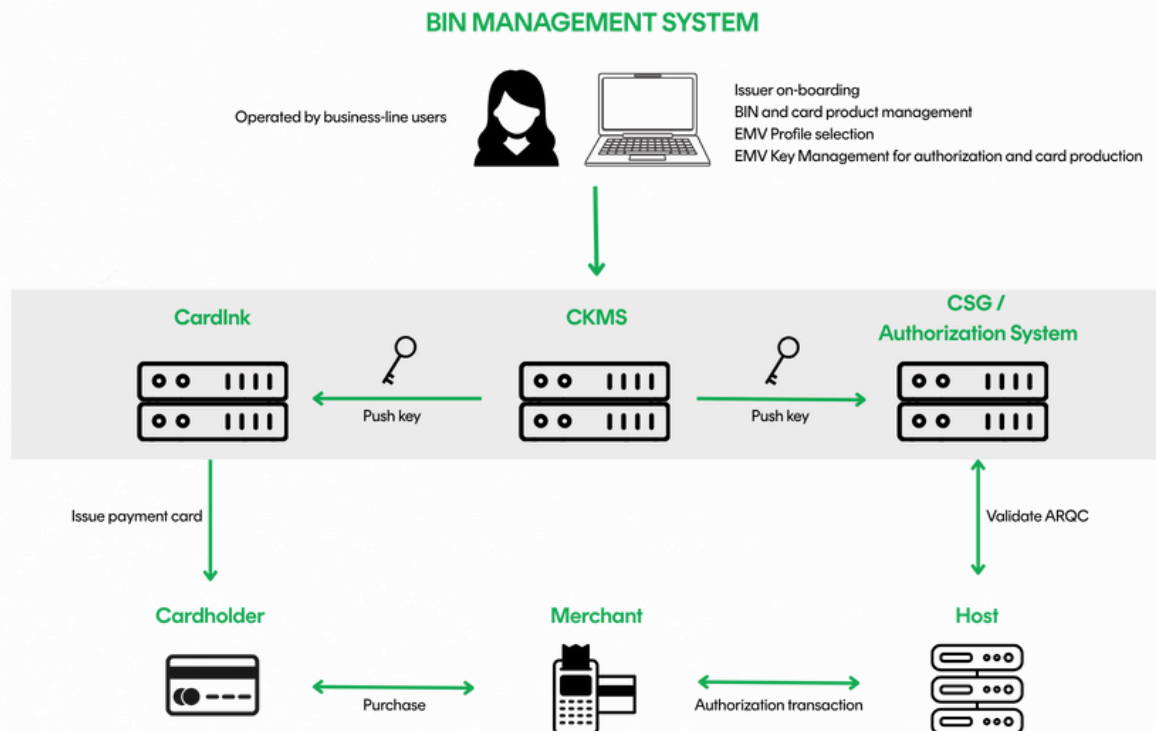 BIN MANAGEMENT SYSTEM
Operated by business-line users
Issuer on-boarding
BIN and card product management
EMV Profile selection
EMV Key Management for authorization and card production
CardInk
CKMS
CSG /
Authorization System
Push key
Push key
Issue payment card
Validate ARQC
Cardholder
Merchant
Host
Purchase
Authorization transaction